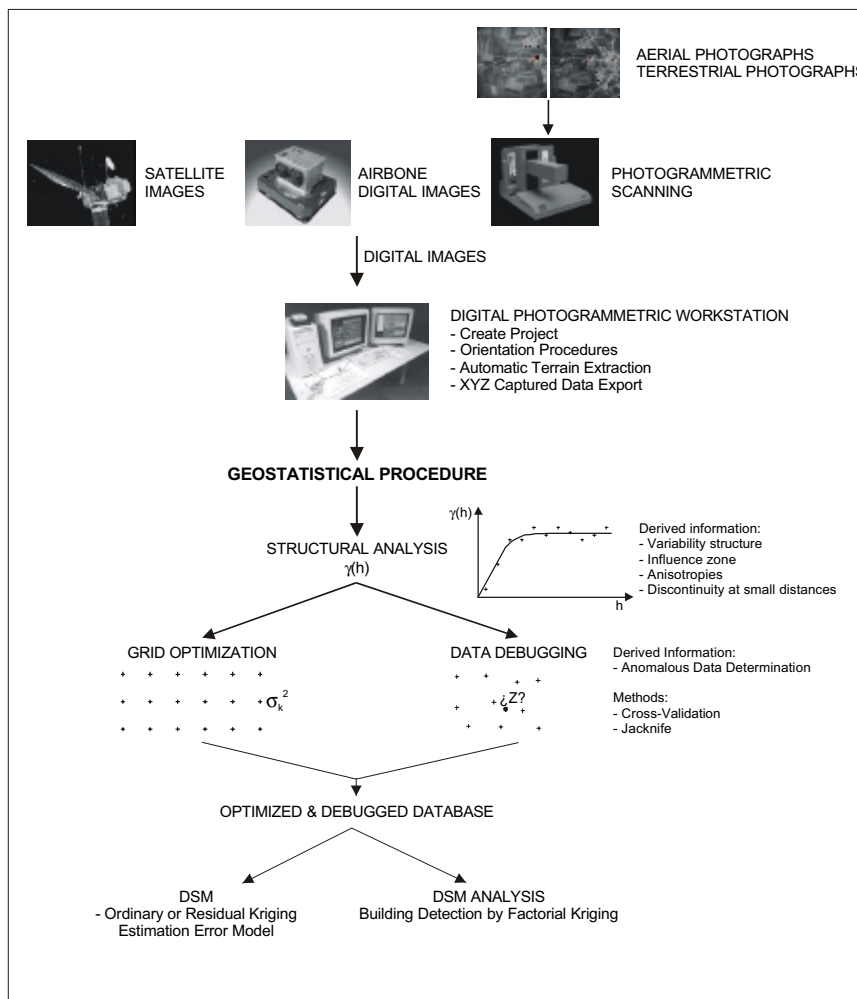 AERIAL PHOTOGRAPHS
TERRESTRIAL PHOTOGRAPHS
SATELLITE
IMAGES
AIRBONE
DIGITAL IMAGES
PHOTOGRAMMETRIC
SCANNING
DIGITAL IMAGES
DIGITAL PHOTOGRAMMETRIC WORKSTATION
- Create Project
- Orientation Procedures
- Automatic Terrain Extraction
- XYZ Captured Data Export
GEOSTATISTICAL PROCEDURE
STRUCTURAL ANALYSIS
γ(h)
γ(h)
h
Derived information:
- Variability structure
- Influence zone
- Anisotropies
- Discontinuity at small distances
GRID OPTIMIZATION
σk²
DATA DEBUGGING
¿Z?
Derived Information:
- Anomalous Data Determination
Methods:
- Cross-Validation
- Jacknife
OPTIMIZED & DEBUGGED DATABASE
DSM
- Ordinary or Residual Kriging
Estimation Error Model
DSM ANALYSIS
Building Detection by Factorial Kriging